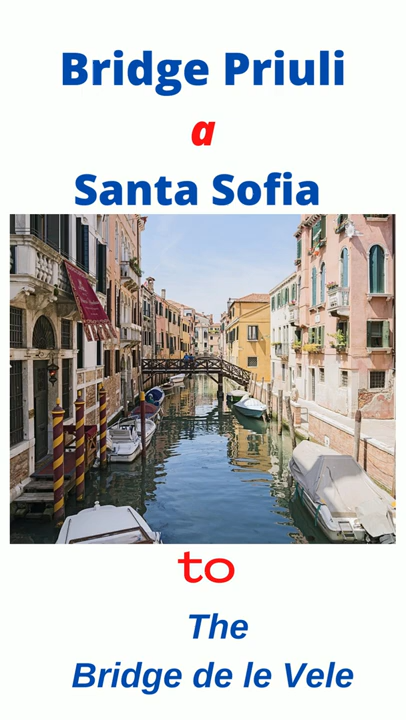 Bridge Priuli
a
Santa Sofia
to
The
Bridge de le Vele